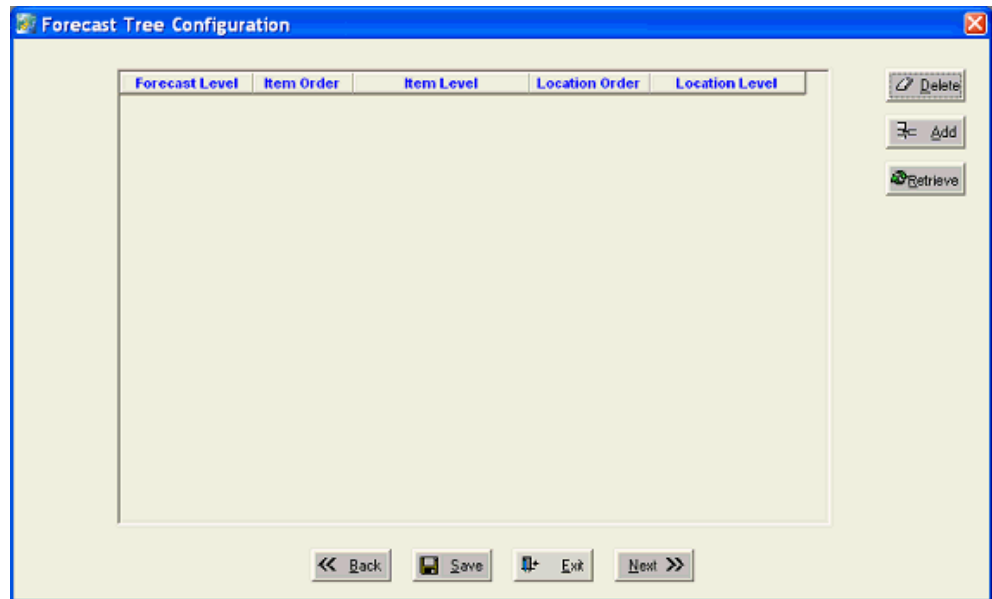 Forecast Tree Configuration
Forecast Level Item Order Item Level Location Order Location Level
Delete
Add
Retrieve
Back Save Exit Next